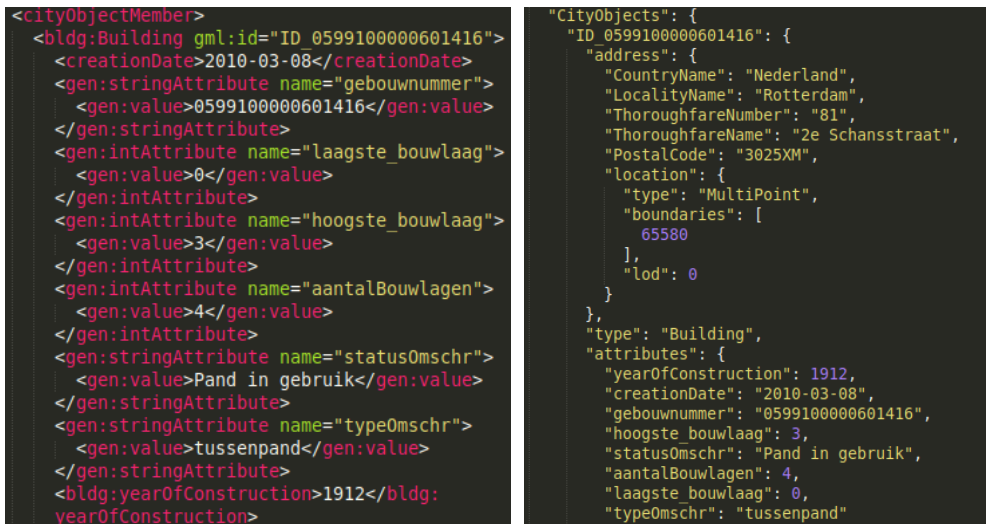 <cityObjectMember>
<bldg:Building gml:id="ID_0599100000601416">
<creationDate>2010-03-08</creationDate>
<gen:stringAttribute name="gebouwnummer">
<gen:value>0599100000601416</gen:value>
</gen:stringAttribute>
<gen:intAttribute name="laagste_bouwlaag">
<gen:value>0</gen:value>
</gen:intAttribute>
<gen:intAttribute name="hoogste_bouwlaag">
<gen:value>3</gen:value>
</gen:intAttribute>
<gen:intAttribute name="aantalBouwlagen">
<gen:value>4</gen:value>
</gen:intAttribute>
<gen:stringAttribute name="statusOmschr">
<gen:value>Pand in gebruik</gen:value>
</gen:stringAttribute>
<gen:stringAttribute name="typeOmschr">
<gen:value>tussenpand</gen:value>
</gen:stringAttribute>
<bldg:yearOfConstruction>1912</bldg:
yearOfConstruction>
"CityObjects": {
"ID_0599100000601416": {
"address": {
"CountryName": "Nederland",
"LocalityName": "Rotterdam",
"ThoroughfareNumber": "81",
"ThoroughfareName": "2e Schansstraat",
"PostalCode": "3025XM",
"location": {
"type": "MultiPoint",
"boundaries": [
65580
],
"lod": 0
}
},
"type": "Building",
"attributes": {
"yearOfConstruction": 1912,
"creationDate": "2010-03-08",
"gebouwnummer": "0599100000601416",
"hoogste_bouwlaag": 3,
"statusOmschr": "Pand in gebruik",
"aantalBouwlagen": 4,
"laagste_bouwlaag": 0,
"typeOmschr": "tussenpand"